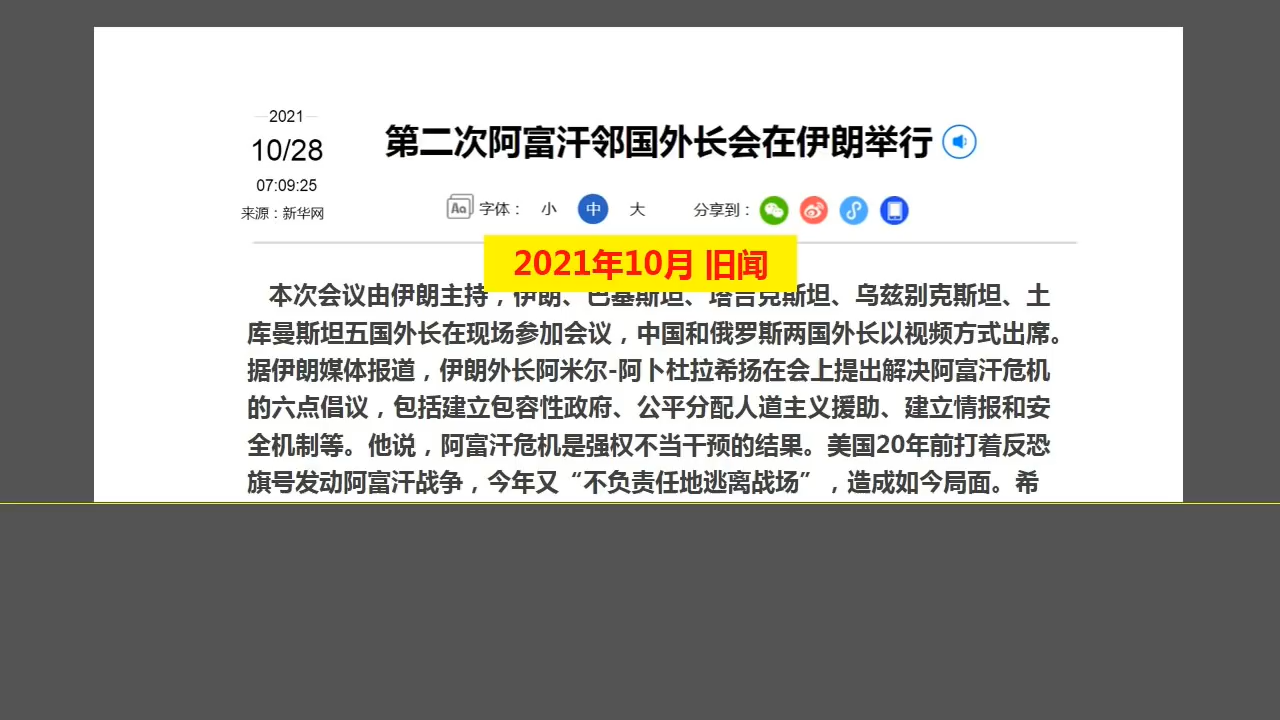 2021
10/28
07:09:25
来源：新华网
第二次阿富汗邻国外长会在伊朗举行
Aa 字体： 小 中 大 分享到：
2021年10月 旧闻
本次会议由伊朗主持，伊朗、巴基斯坦、塔吉克斯坦、乌兹别克斯坦、土
库曼斯坦五国外长在现场参加会议，中国和俄罗斯两国外长以视频方式出席。
据伊朗媒体报道，伊朗外长阿米尔-阿卜杜拉希扬在会上提出解决阿富汗危机
的六点倡议，包括建立包容性政府、公平分配人道主义援助、建立情报和安
全机制等。他说，阿富汗危机是强权不当干预的结果。美国20年前打着反恐
旗号发动阿富汗战争，今年又“不负责任地逃离战场”，造成如今局面。希